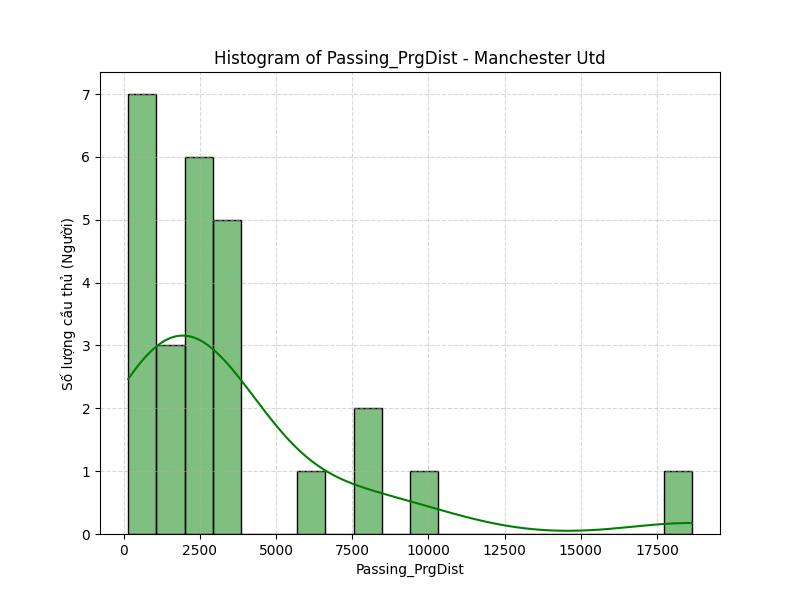 Histogram of Passing_PrgDist - Manchester Utd
7
6
5
4
3
2
1
0
Số lượng cầu thủ (Người)
0 2500 5000 7500 10000 12500 15000 17500
Passing_PrgDist